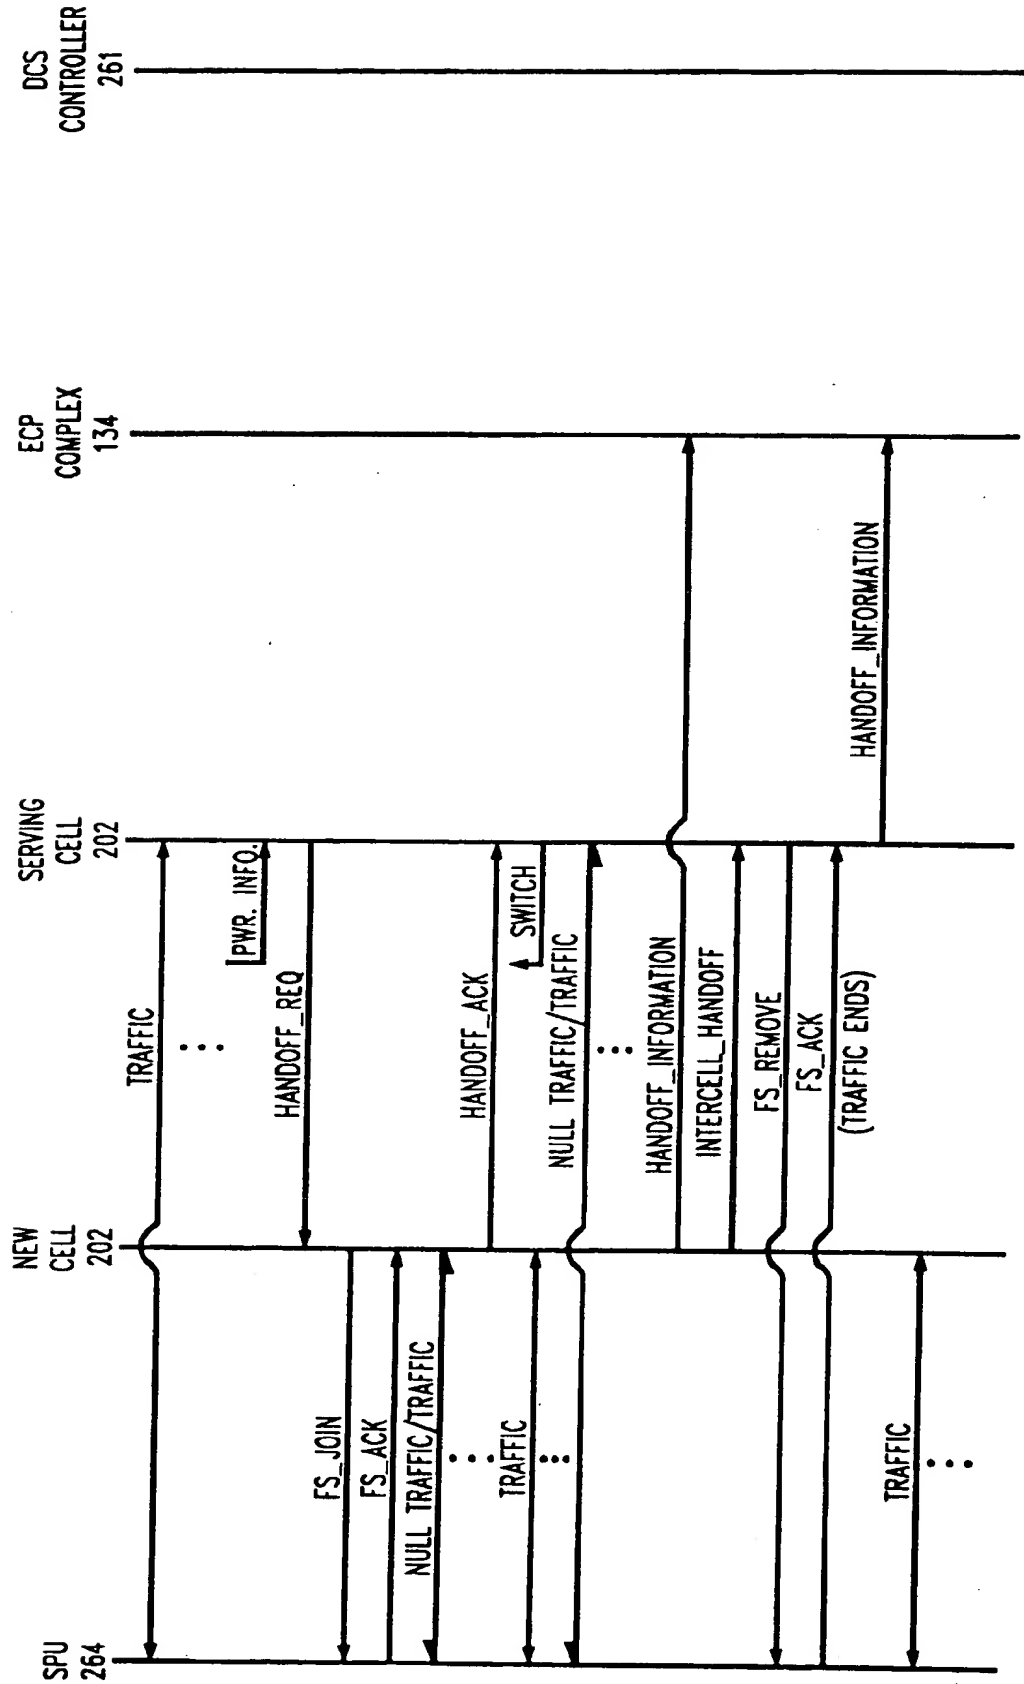 SPU
264
NEW
CELL
202
SERVING
CELL
202
ECP
COMPLEX
134
DCS
CONTROLLER
261
TRAFFIC
PWR. INFO.
HANDOFF_REQ
FS_JOIN
FS_ACK
NULL TRAFFIC/TRAFFIC
HANDOFF_ACK
TRAFFIC
SWITCH
NULL TRAFFIC/TRAFFIC
HANDOFF_INFORMATION
INTERCELL_HANDOFF
FS_REMOVE
FS_ACK
(TRAFFIC ENDS)
HANDOFF_INFORMATION
TRAFFIC